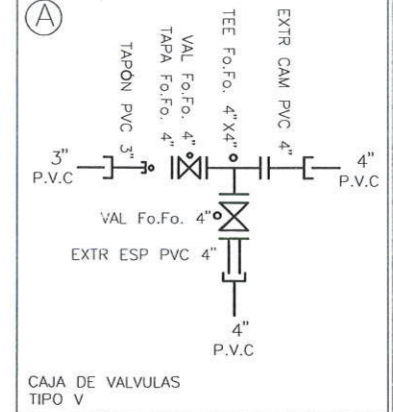 A
TAPÓN PVC 3"
TAPA Fo.Fo. 4"
VAL Fo.Fo. 4"
TEE Fo.Fo. 4"X4"
EXTR CAM PVC 4"
3"
P.V.C
4"
P.V.C
VAL Fo.Fo. 4"
EXTR ESP PVC 4"
4"
P.V.C
CAJA DE VALVULAS
TIPO V